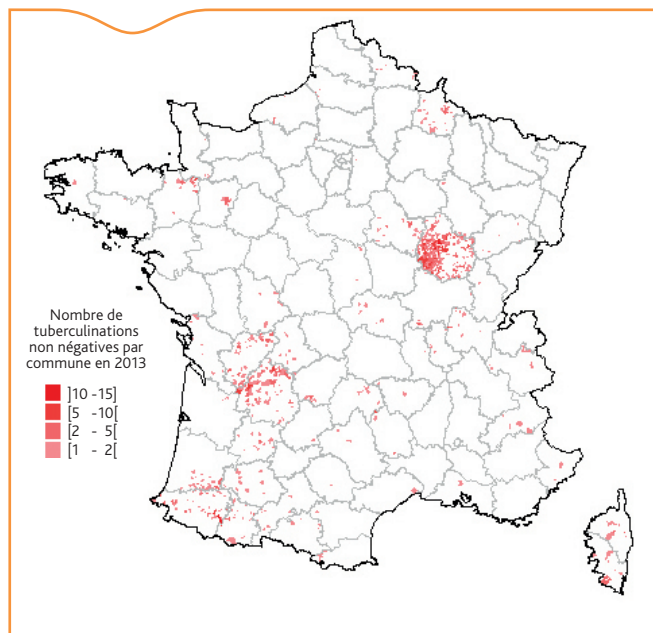 Nombre de
tuberculinations
non négatives par
commune en 2013
]10 -15]
[5 -10[
[2 - 5[
[1 - 2[